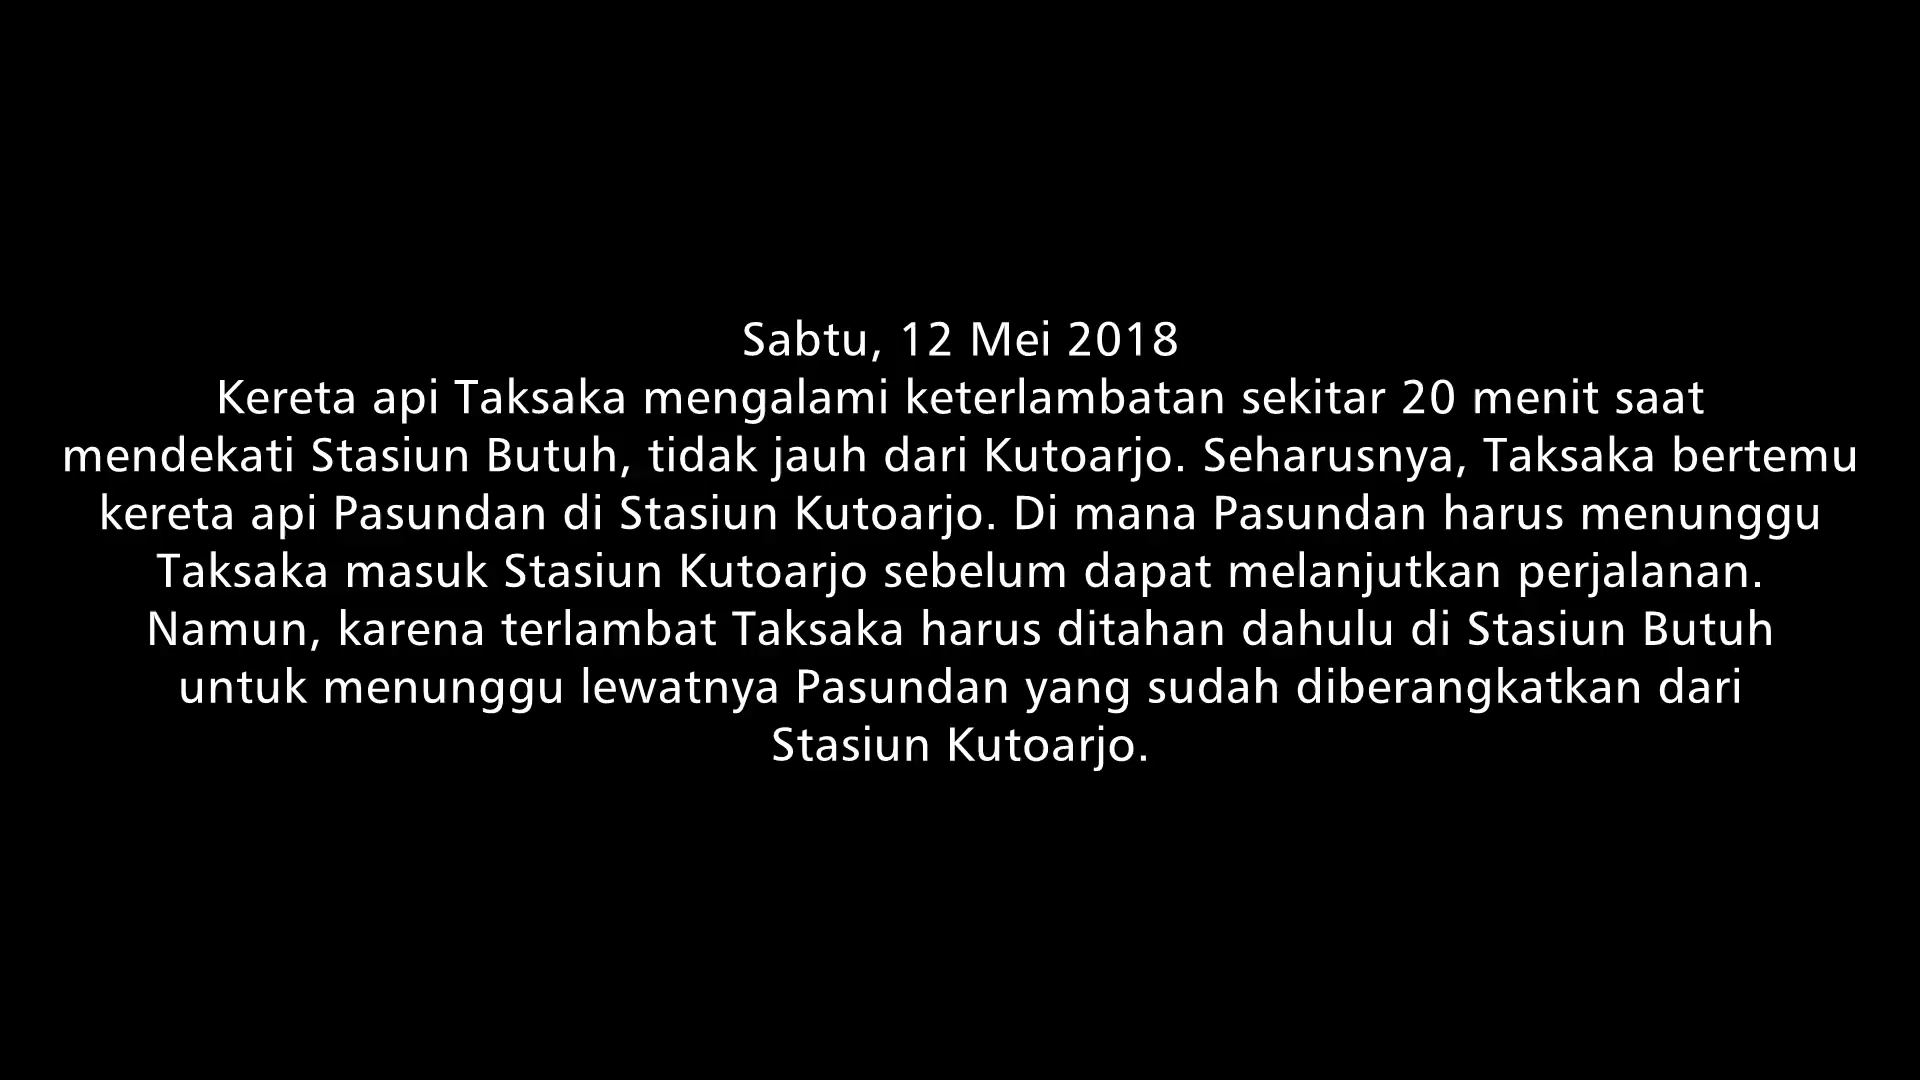 Sabtu, 12 Mei 2018
Kereta api Taksaka mengalami keterlambatan sekitar 20 menit saat
mendekati Stasiun Butuh, tidak jauh dari Kutoarjo. Seharusnya, Taksaka bertemu
kereta api Pasundan di Stasiun Kutoarjo. Di mana Pasundan harus menunggu
Taksaka masuk Stasiun Kutoarjo sebelum dapat melanjutkan perjalanan.
Namun, karena terlambat Taksaka harus ditahan dahulu di Stasiun Butuh
untuk menunggu lewatnya Pasundan yang sudah diberangkatkan dari
Stasiun Kutoarjo.